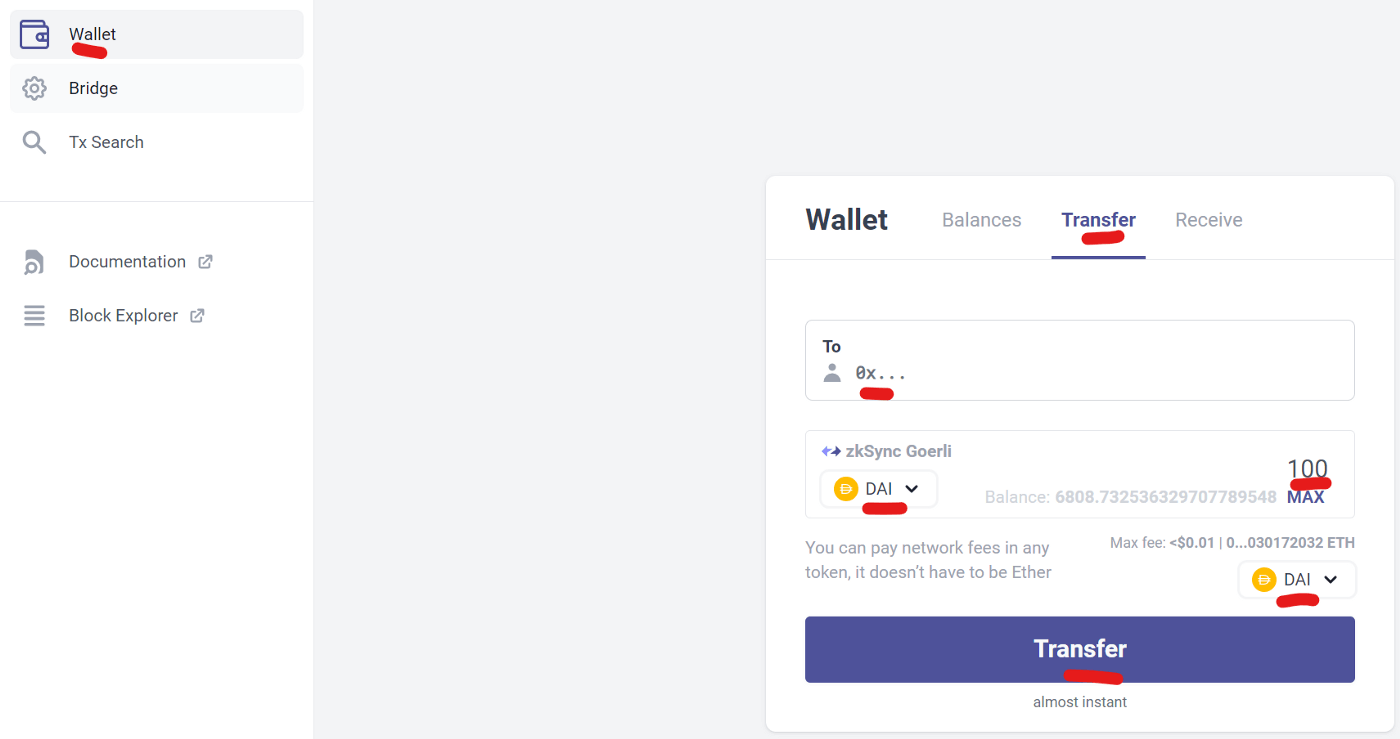 Wallet
Bridge
Tx Search
Documentation
Block Explorer
Wallet
Balances
Transfer
Receive
To
0x...
zkSync Goerli
100
DAI
Balance: 6808.732536329707789548 MAX
You can pay network fees in any
token, it doesn't have to be Ether
Max fee: <$0.01 | 0...030172032 ETH
DAI
Transfer
almost instant